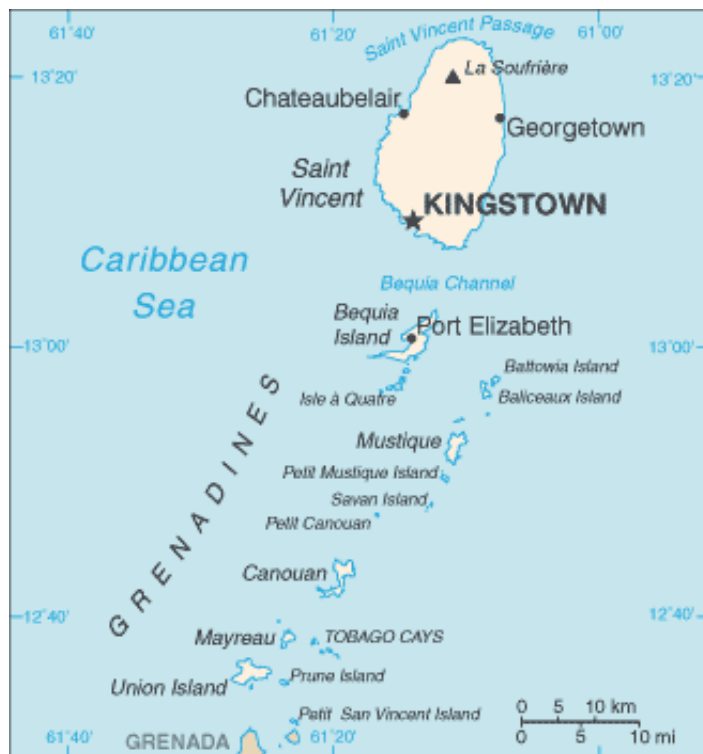 61˚40'
61˚20'
61˚00'
Saint Vincent Passage
13˚20'
La Soufrière
13˚20'
Chateaubelair
Georgetown
Saint
Vincent
KINGSTOWN
Caribbean
Sea
Bequia Channel
Bequia
Island
Port Elizabeth
13˚00'
13˚00'
Battowia Island
Isle à Quatre
Baliceaux Island
GRENADINES
Mustique
Petit Mustique Island
Savan Island
Petit Canouan
Canouan
12˚40'
12˚40'
Mayreau
TOBAGO CAYS
Union Island
Prune Island
Petit San Vincent Island
GRENADA
61˚40'
61˚20'
0 5 10 km
0 5 10 mi